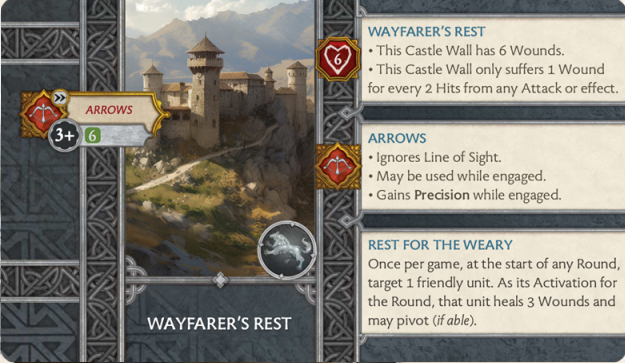 ARROWS
3+ 6
WAYFARER'S REST
6
WAYFARER'S REST
• This Castle Wall has 6 Wounds.
• This Castle Wall only suffers 1 Wound
for every 2 Hits from any Attack or effect.
ARROWS
• Ignores Line of Sight.
• May be used while engaged.
• Gains Precision while engaged.
REST FOR THE WEARY
Once per game, at the start of any Round,
target 1 friendly unit. As its Activation for
the Round, that unit heals 3 Wounds and
may pivot (if able).